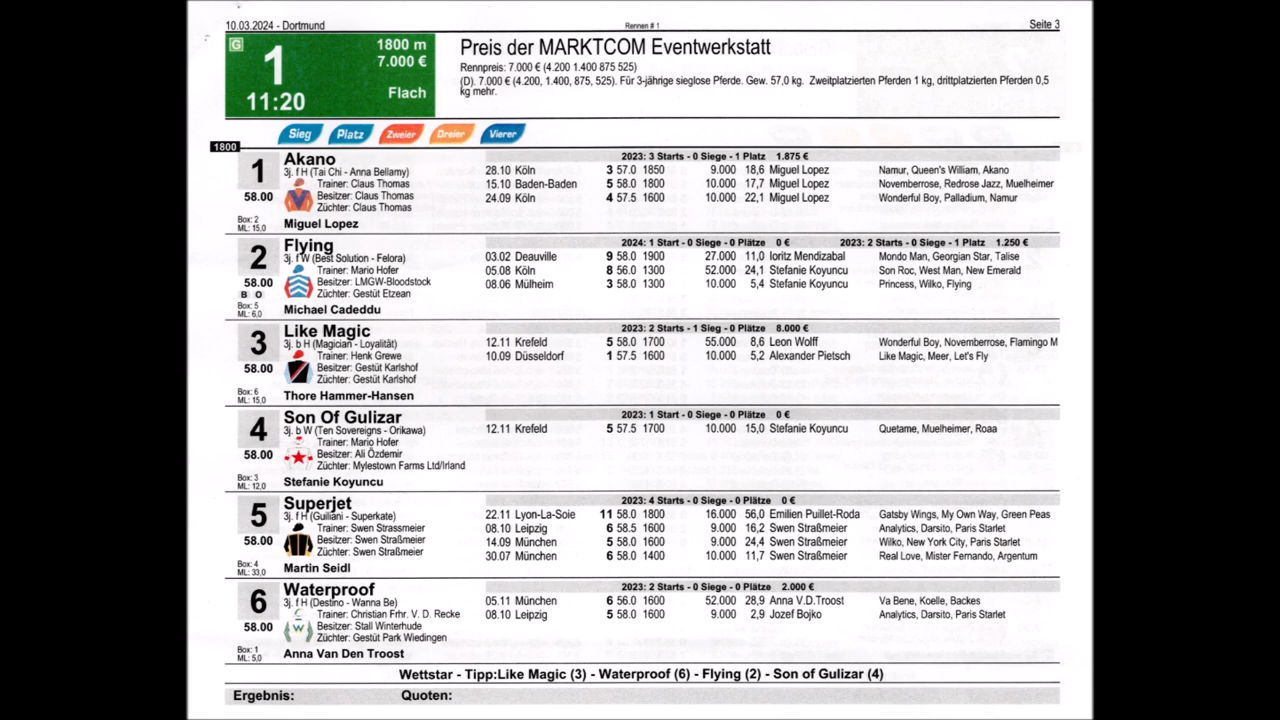 10.03.2024 - Dortmund Rennen # 1 Seite 3
G 1 1800 m
7.000 €
11:20 Flach
Preis der MARKTCOM Eventwerkstatt
Rennpreis: 7.000 € (4.200 1.400 875 525)
(D). 7.000 € (4.200, 1.400, 875, 525). Für 3-jährige sieglose Pferde. Gew. 57,0 kg. Zweitplatzierten Pferden 1 kg, drittplatzierten Pferden 0,5
kg mehr.
Sieg Platz Zweier Dreier Vierer
1800
1 Akano 2023: 3 Starts - 0 Siege - 1 Platz 1.875 €
3j. f H (Tai Chi - Anna Bellamy) 28.10 Köln 3 57.0 1850 9.000 18,6 Miguel Lopez Namur, Queen's William, Akano
Trainer: Claus Thomas 15.10 Baden-Baden 5 58.0 1800 10.000 17,7 Miguel Lopez Novemberrose, Redrose Jazz, Muelheimer
58.00 Besitzer: Claus Thomas 24.09 Köln 4 57.5 1600 10.000 22,1 Miguel Lopez Wonderful Boy, Palladium, Namur
Züchter: Claus Thomas
Box: 2
ML: 15,0 Miguel Lopez
2 Flying 2024: 1 Start - 0 Siege - 0 Plätze 0 € 2023: 2 Starts - 0 Siege - 1 Platz 1.250 €
3j. f W (Best Solution - Felora) 03.02 Deauville 9 58.0 1900 27.000 11,0 Ioritz Mendizabal Mondo Man, Georgian Star, Talise
Trainer: Mario Hofer 05.08 Köln 8 56.0 1300 52.000 24,1 Stefanie Koyuncu Son Roc, West Man, New Emerald
58.00 Besitzer: LMGW-Bloodstock 08.06 Mülheim 3 58.0 1300 10.000 5,4 Stefanie Koyuncu Princess, Wilko, Flying
B O Züchter: Gestüt Etzean
Box: 5
ML: 6,0 Michael Cadeddu
3 Like Magic 2023: 2 Starts - 1 Sieg - 0 Plätze 8.000 €
3j. b H (Magician - Loyalität) 12.11 Krefeld 5 58.0 1700 55.000 8,6 Leon Wolff Wonderful Boy, Novemberrose, Flamingo M
Trainer: Henk Grewe 10.09 Düsseldorf 1 57.5 1600 10.000 5,2 Alexander Pietsch Like Magic, Meer, Let's Fly
58.00 Besitzer: Gestüt Karlshof
Züchter: Gestüt Karlshof
Box: 6
ML: 15,0 Thore Hammer-Hansen
4 Son Of Gulizar 2023: 1 Start - 0 Siege - 0 Plätze 0 €
3j. b W (Ten Sovereigns - Orikawa) 12.11 Krefeld 5 57.5 1700 10.000 15,0 Stefanie Koyuncu Quetame, Muelheimer, Roaa
Trainer: Mario Hofer
58.00 Besitzer: Ali Özdemir
Züchter: Mylestown Farms Ltd/Irland
Box: 3
ML: 12,0 Stefanie Koyuncu
5 Superjet 2023: 4 Starts - 0 Siege - 0 Plätze 0 €
3j. f H (Guiliani - Superkate) 22.11 Lyon-La-Soie 11 58.0 1800 16.000 56,0 Emilien Puillet-Roda Gatsby Wings, My Own Way, Green Peas
Trainer: Swen Strassmeier 08.10 Leipzig 6 58.5 1600 9.000 16,2 Swen Straßmeier Analytics, Darsito, Paris Starlet
58.00 Besitzer: Swen Straßmeier 14.09 München 5 58.0 1600 9.000 24,4 Swen Straßmeier Wilko, New York City, Paris Starlet
Züchter: Swen Straßmeier 30.07 München 6 58.0 1400 10.000 11,7 Swen Straßmeier Real Love, Mister Fernando, Argentum
Box: 4
ML: 33,0 Martin Seidl
6 Waterproof 2023: 2 Starts - 0 Siege - 0 Plätze 2.000 €
3j. f H (Destino - Wanna Be) 05.11 München 6 56.0 1600 52.000 28,9 Anna V.D.Troost Va Bene, Koelle, Backes
Trainer: Christian Frhr. V. D. Recke 08.10 Leipzig 5 58.0 1600 9.000 2,9 Jozef Bojko Analytics, Darsito, Paris Starlet
58.00 W Besitzer: Stall Winterhude
Züchter: Gestüt Park Wiedingen
Box: 1
ML: 5,0 Anna Van Den Troost
Wettstar - Tipp:Like Magic (3) - Waterproof (6) - Flying (2) - Son of Gulizar (4)
Ergebnis: Quoten: